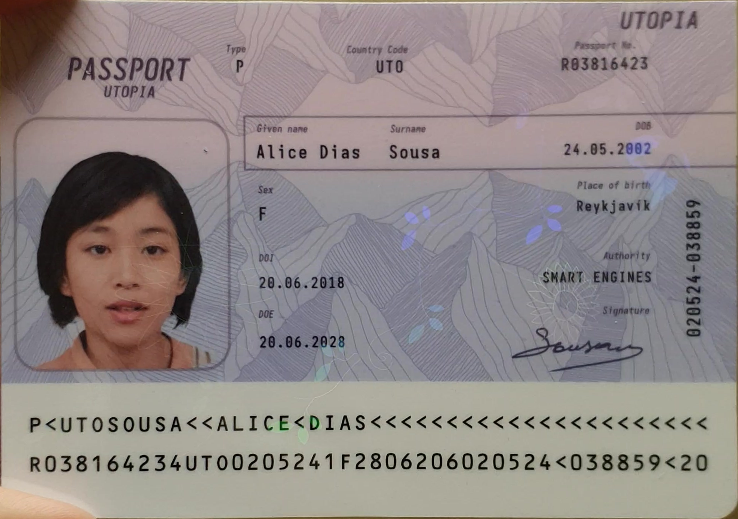 UTOPIA
PASSPORT
UTOPIA
Type
P
Country Code
UTO
Passport No.
R03816423
Given name
Alice Dias
Surname
Sousa
DOB
24.05.2002
Sex
F
Place of birth
Reykjavik
DOI
20.06.2018
Authority
SMART ENGINES
DOE
20.06.2028
Signature
Sousa
020524-038859
P<UTOSOUSA<<ALICE<DIAS<<<<<<<<<<<<<<<<<<<<<<
R038164234UTO0205241F2806206020524<038859<20